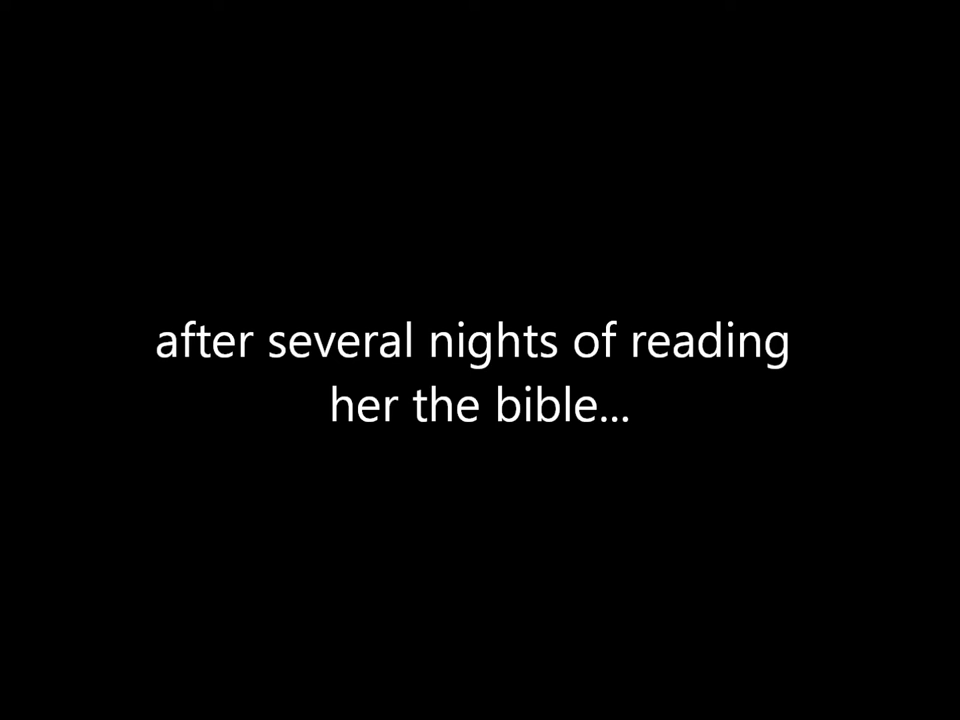 after several nights of reading
her the bible...